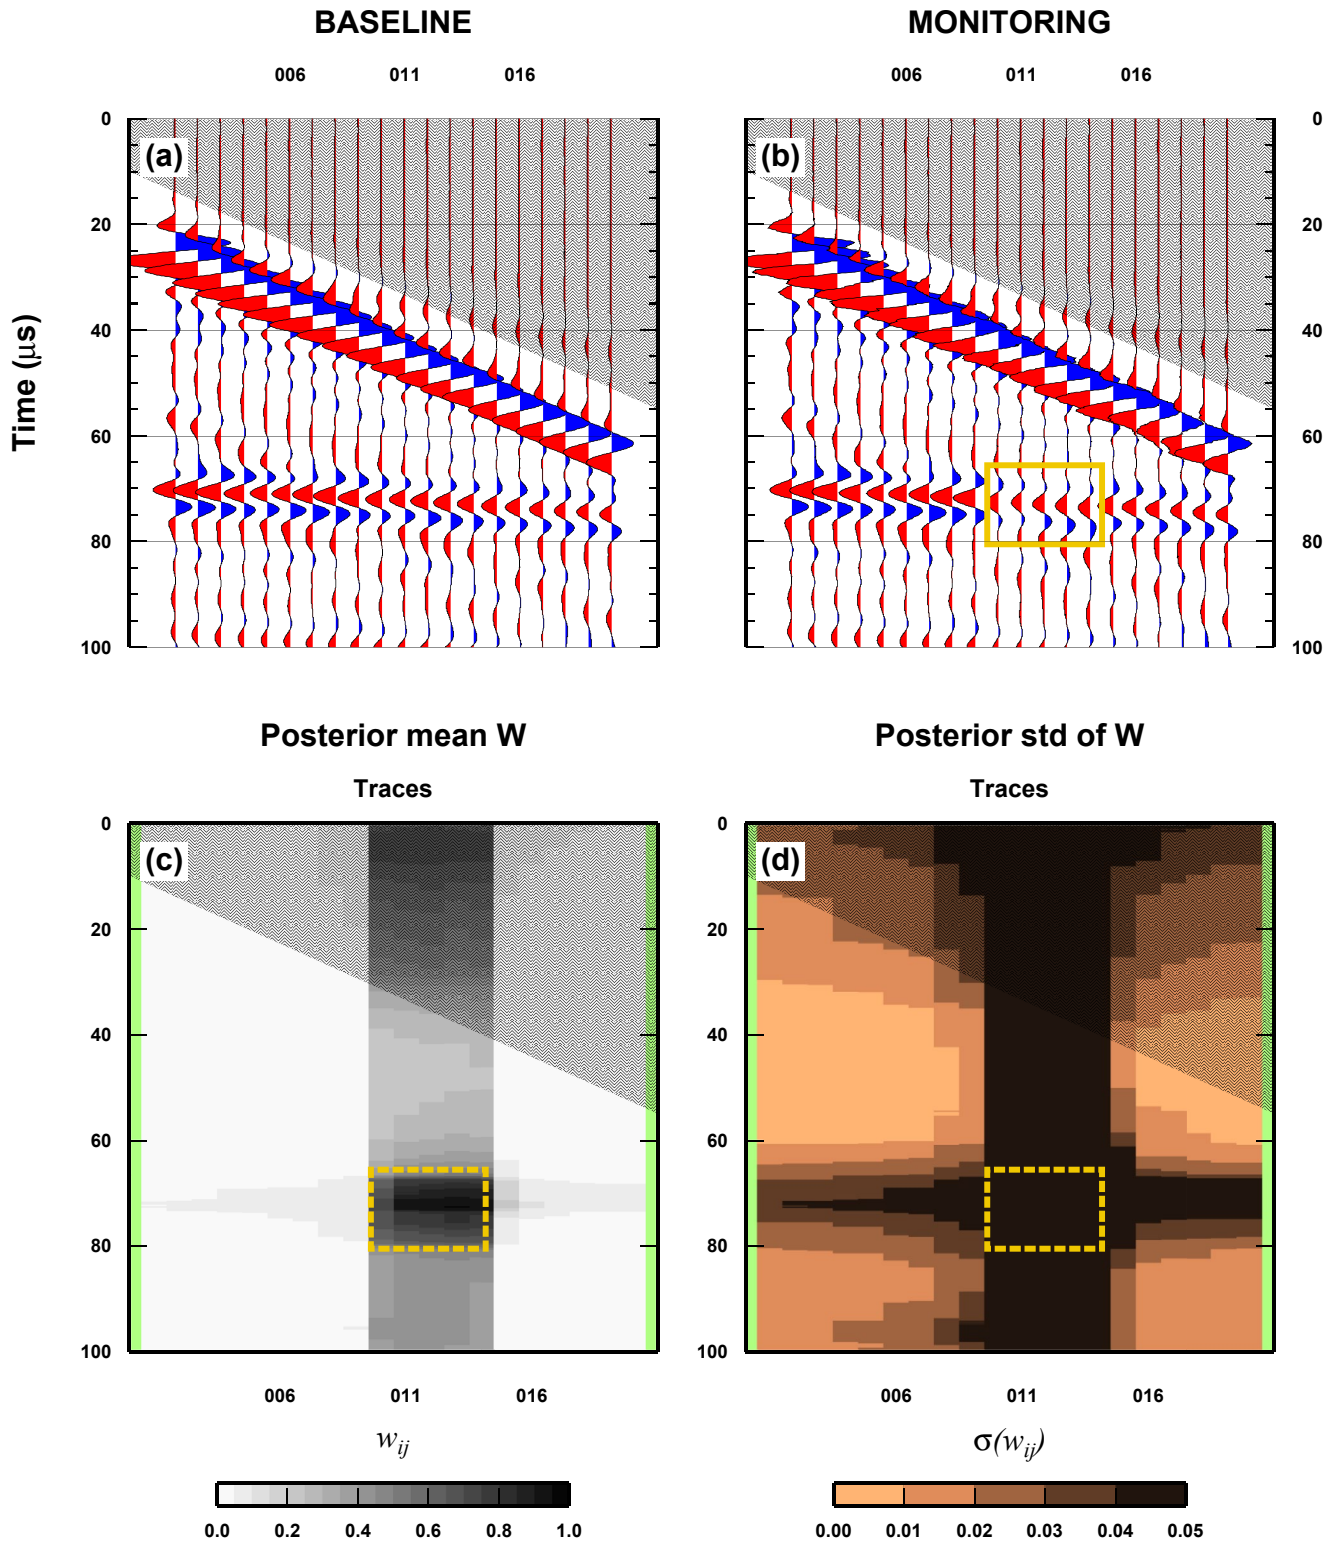 BASELINE MONITORING
006 011 016 006 011 016
0 0
(a) (b)
20 20
40 40
Time (μs)
60 60
80 80
100 100
Posterior mean W Posterior std of W
Traces Traces
0 0
(c) (d)
20 20
40 40
60 60
80 80
100 100
006 011 016 006 011 016
w_ij σ(w_ij)
0.0 0.2 0.4 0.6 0.8 1.0 0.00 0.01 0.02 0.03 0.04 0.05